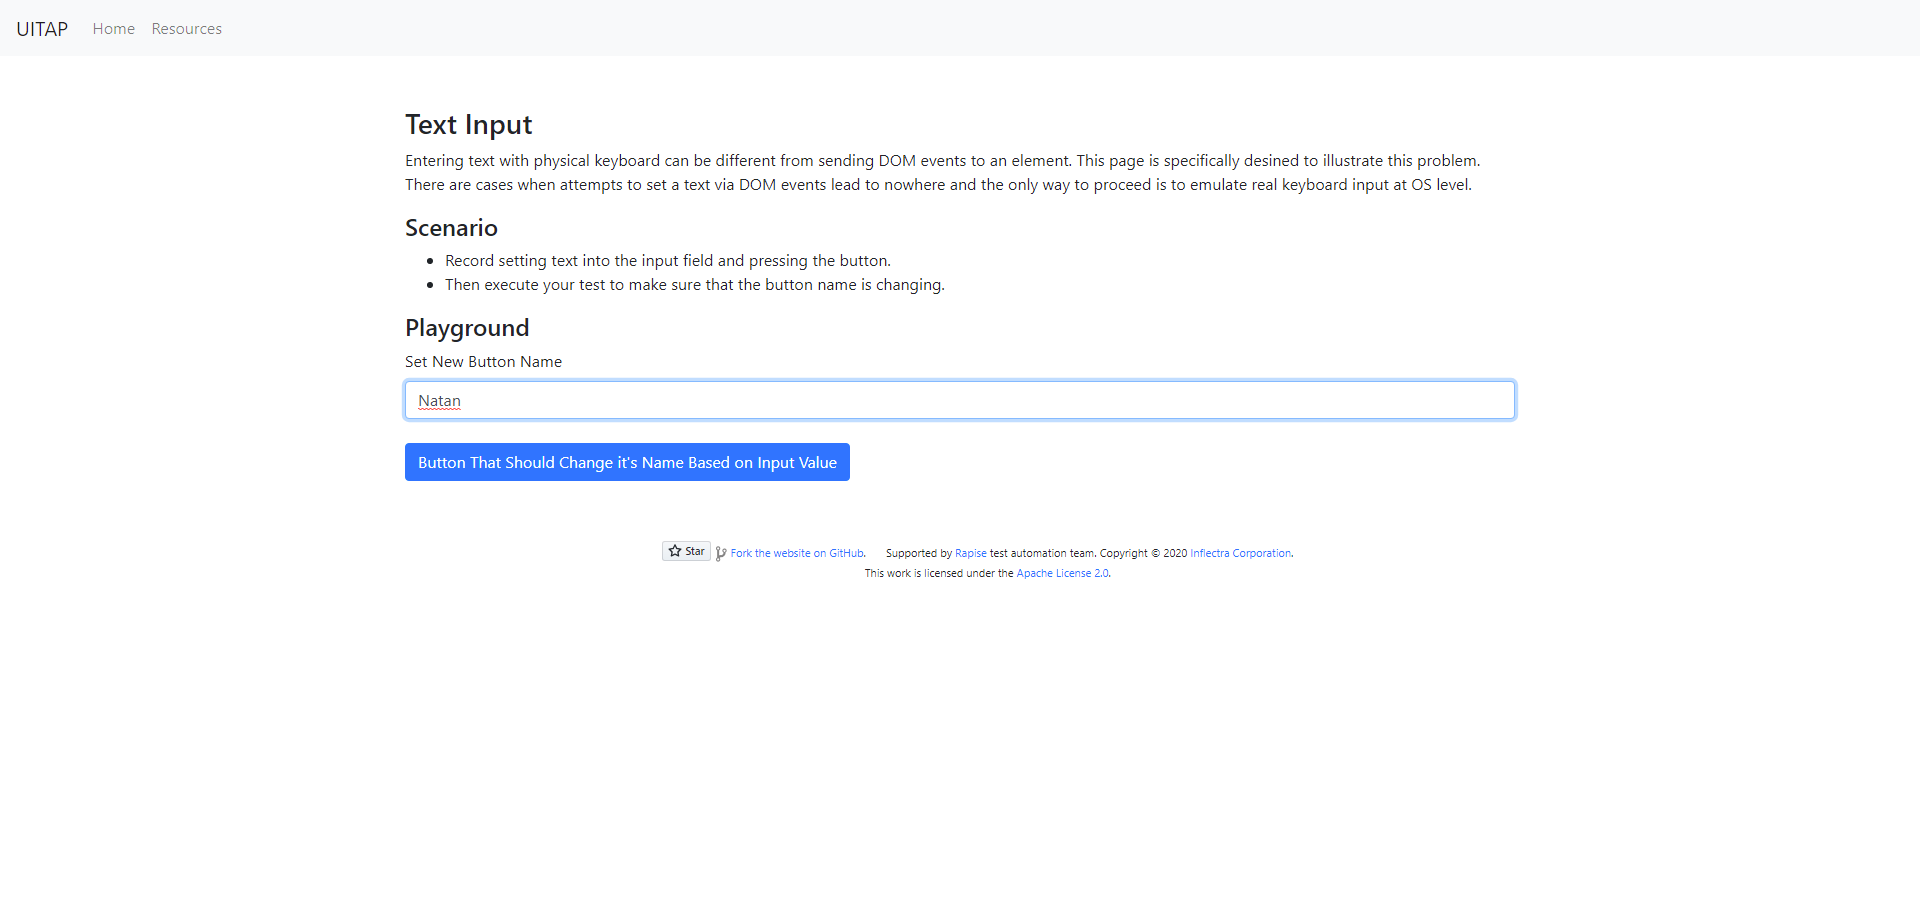 UITAP Home Resources
Text Input
Entering text with physical keyboard can be different from sending DOM events to an element. This page is specifically desined to illustrate this problem.
There are cases when attempts to set a text via DOM events lead to nowhere and the only way to proceed is to emulate real keyboard input at OS level.
Scenario
Record setting text into the input field and pressing the button.
Then execute your test to make sure that the button name is changing.
Playground
Set New Button Name
Natan
Button That Should Change it's Name Based on Input Value
Star Fork the website on GitHub. Supported by Rapise test automation team. Copyright © 2020 Inflectra Corporation.
This work is licensed under the Apache License 2.0.